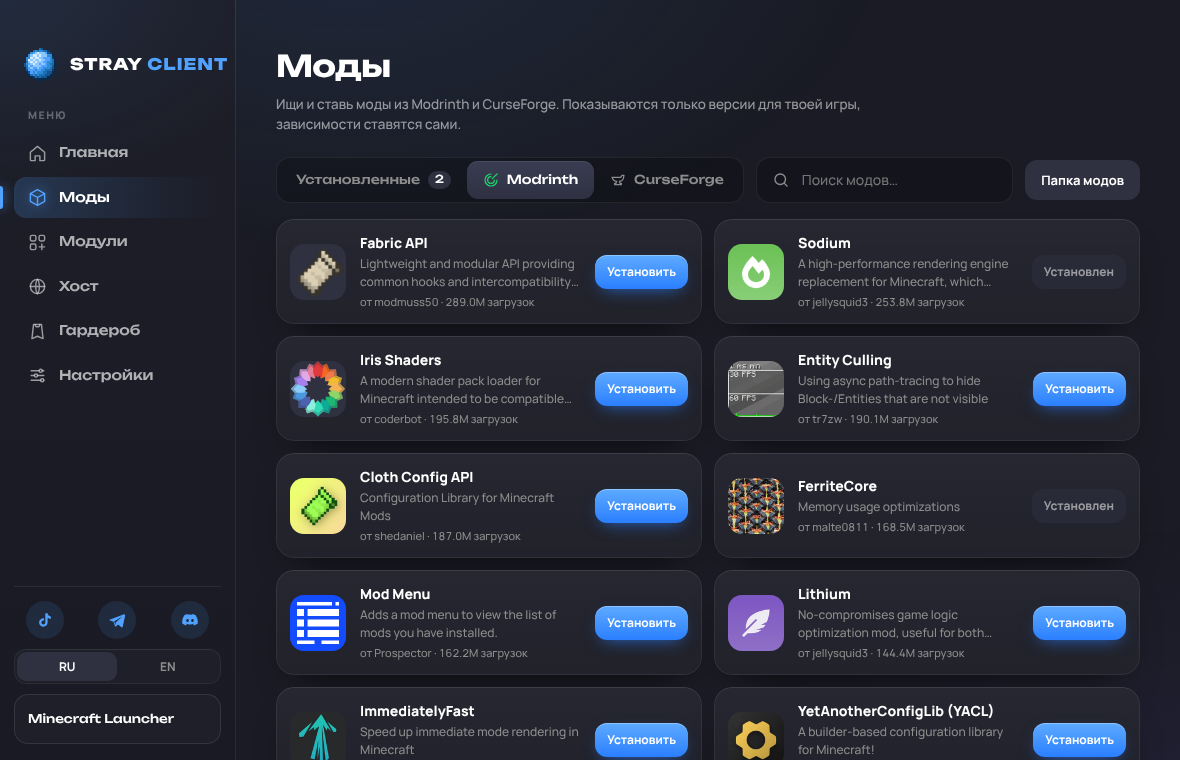 STRAY CLIENT
МЕНЮ
Главная
Моды
Модули
Хост
Гардероб
Настройки
RU
EN
Minecraft Launcher
Моды
Ищи и ставь моды из Modrinth и CurseForge. Показываются только версии для твоей игры,
зависимости ставятся сами.
Установленные 2
Modrinth
CurseForge
Поиск модов...
Папка модов
Fabric API
Lightweight and modular API providing
common hooks and intercompatibility...
от modmuss50 · 289.0M загрузок
Установить
Sodium
A high-performance rendering engine
replacement for Minecraft, which...
от jellysquid3 · 253.8M загрузок
Установлен
Iris Shaders
A modern shader pack loader for
Minecraft intended to be compatible...
от coderbot · 195.8M загрузок
Установить
30 FPS
60 FPS
Entity Culling
Using async path-tracing to hide
Block-/Entities that are not visible
от tr7zw · 190.1M загрузок
Установить
Cloth Config API
Configuration Library for Minecraft
Mods
от shedaniel · 187.0M загрузок
Установить
FerriteCore
Memory usage optimizations
от malte0811 · 168.5M загрузок
Установлен
Mod Menu
Adds a mod menu to view the list of
mods you have installed.
от Prospector · 162.2M загрузок
Установить
Lithium
No-compromises game logic
optimization mod, useful for both...
от jellysquid3 · 144.4M загрузок
Установить
ImmediatelyFast
Speed up immediate mode rendering in
Minecraft
Установить
YetAnotherConfigLib (YACL)
A builder-based configuration library
for Minecraft!
Установить